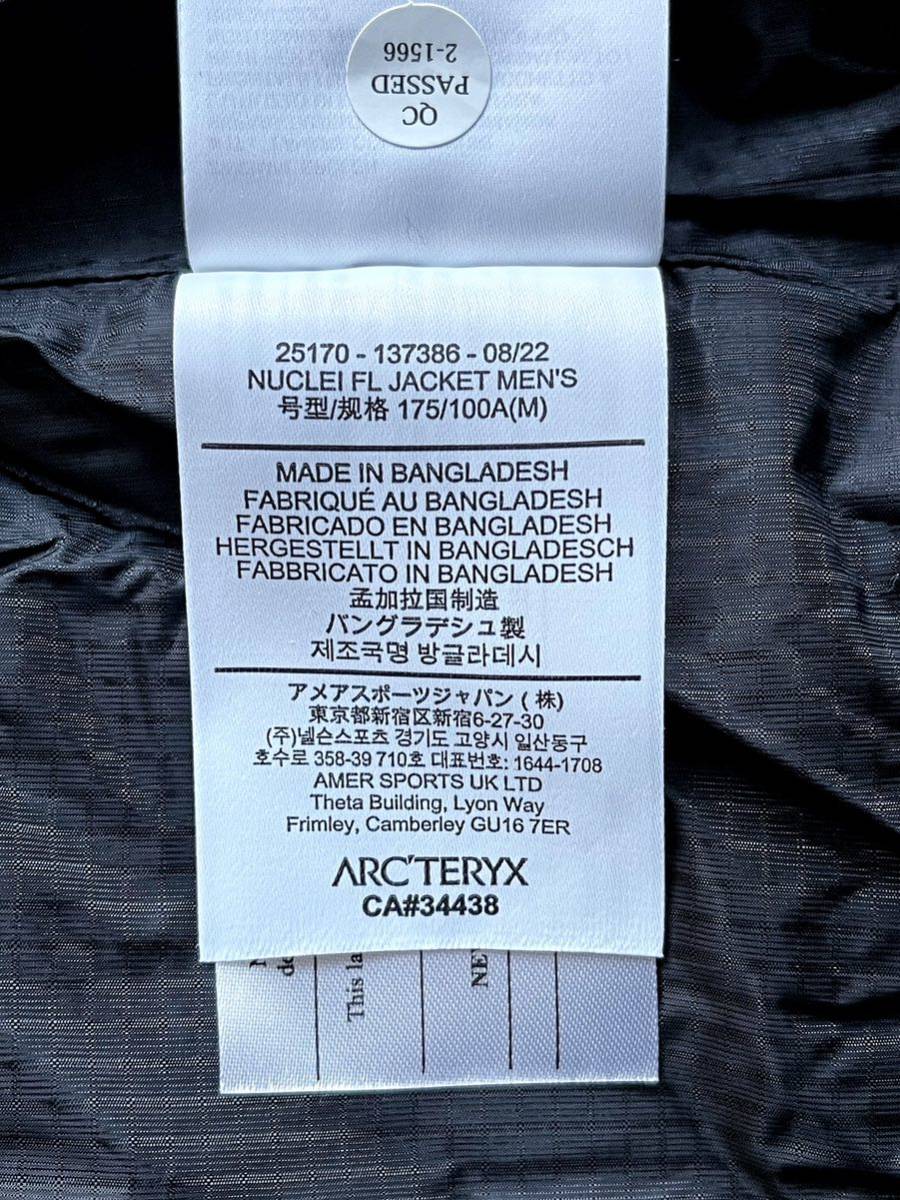 QC
PASSED
2-1566
25170 - 137386 - 08/22
NUCLEI FL JACKET MEN'S
号型/规格 175/100A(M)
MADE IN BANGLADESH
FABRIQUÉ AU BANGLADESH
FABRICADO EN BANGLADESH
HERGESTELLT IN BANGLADESCH
FABBRICATO IN BANGLADESH
孟加拉国制造
バングラデシュ製
제조국명 방글라데시
アメアスポーツジャパン ( 株)
東京都新宿区新宿6-27-30
(주)넬슨스포츠 경기도 고양시 일산동구
호수로 358-39 710호 대표번호: 1644-1708
AMER SPORTS UK LTD
Theta Building, Lyon Way
Frimley, Camberley GU16 7ER
ARC'TERYX
CA#34438
This